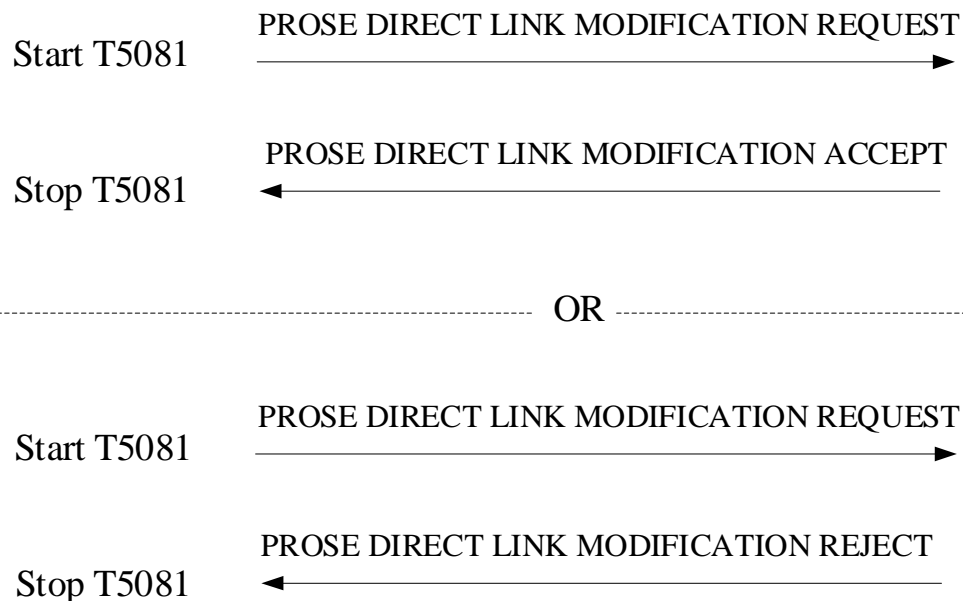 PROSE DIRECT LINK MODIFICATION REQUEST
Start T5081
PROSE DIRECT LINK MODIFICATION ACCEPT
Stop T5081
OR
PROSE DIRECT LINK MODIFICATION REQUEST
Start T5081
PROSE DIRECT LINK MODIFICATION REJECT
Stop T5081